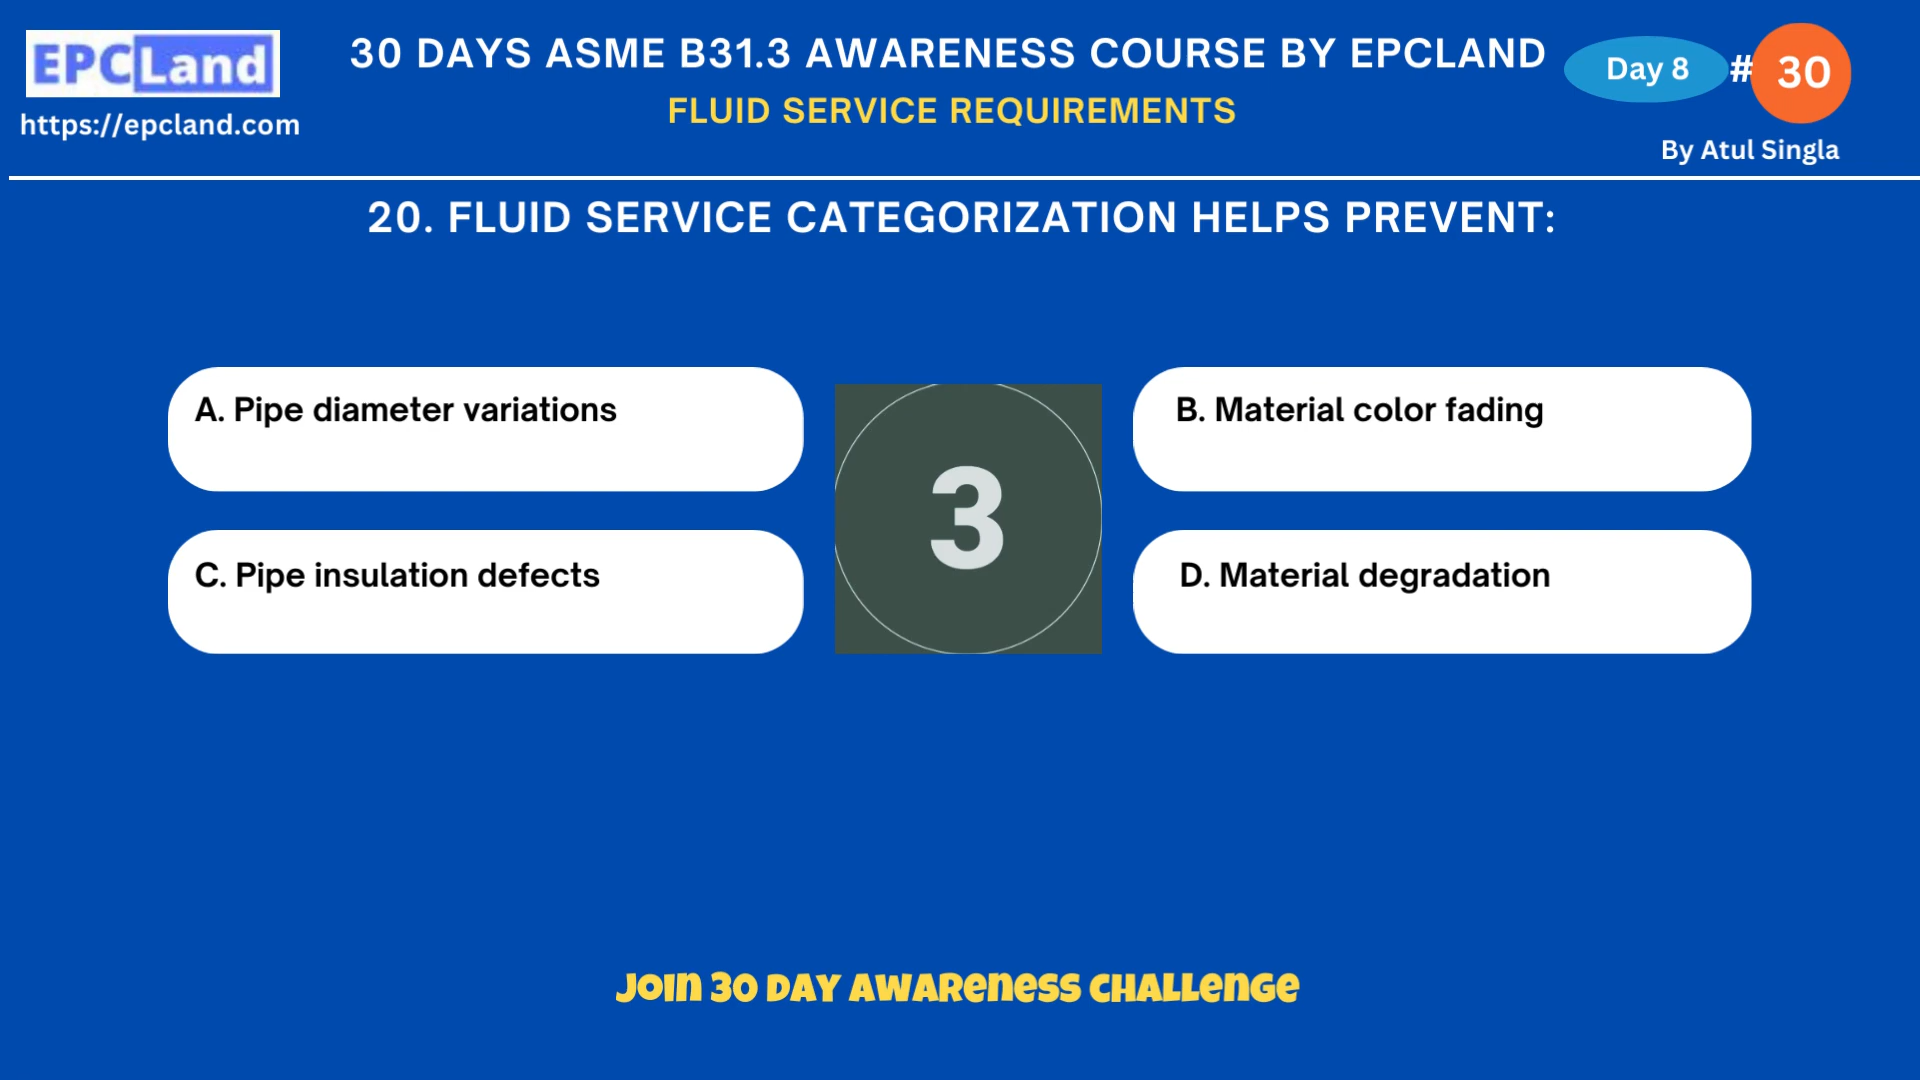 EPCLand
https://epcland.com
30 DAYS ASME B31.3 AWARENESS COURSE BY EPCLAND
FLUID SERVICE REQUIREMENTS
Day 8 # 30
By Atul Singla
20. FLUID SERVICE CATEGORIZATION HELPS PREVENT:
A. Pipe diameter variations
B. Material color fading
3
C. Pipe insulation defects
D. Material degradation
Join 30 Day Awareness Challenge